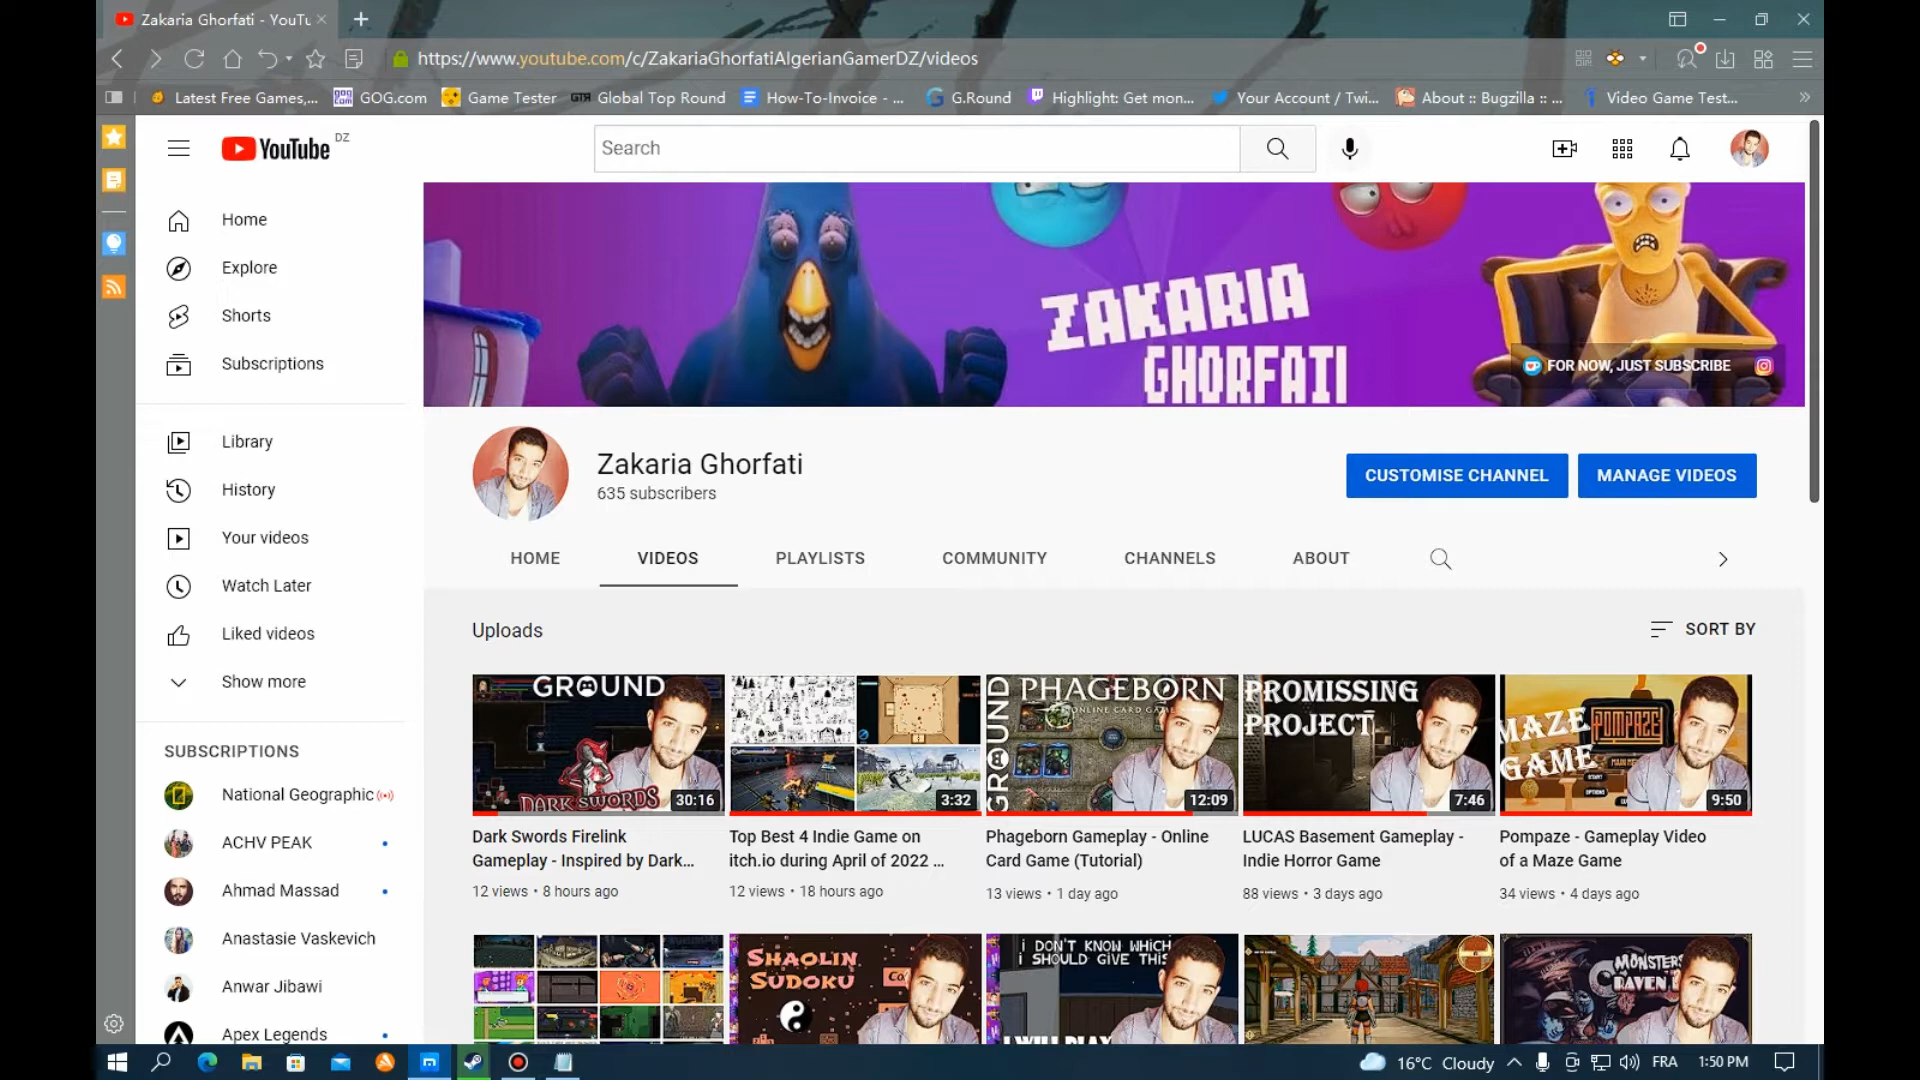 Zakaria Ghorfati - YouTu
https://www.youtube.com/c/ZakariaGhorfatiAlgerianGamerDZ/videos
Latest Free Games,...
GOG.com
Game Tester
Global Top Round
How-To-Invoice - ...
G.Round
Highlight: Get mon...
Your Account / Twi...
About :: Bugzilla :: ...
Video Game Test...
YouTube DZ
Search
Home
Explore
Shorts
Subscriptions
Library
History
Your videos
Watch Later
Liked videos
Show more
SUBSCRIPTIONS
National Geographic
ACHV PEAK
Ahmad Massad
Anastasie Vaskevich
Anwar Jibawi
Apex Legends
ZAKARIA
GHORFATI
FOR NOW, JUST SUBSCRIBE
Zakaria Ghorfati
635 subscribers
CUSTOMISE CHANNEL
MANAGE VIDEOS
HOME
VIDEOS
PLAYLISTS
COMMUNITY
CHANNELS
ABOUT
Uploads
SORT BY
GROUND
DARK SWORDS
30:16
Dark Swords Firelink
Gameplay - Inspired by Dark...
12 views • 8 hours ago
3:32
Top Best 4 Indie Game on
itch.io during April of 2022 ...
12 views • 18 hours ago
GROUND
PHAGEBORN
ONLINE CARD GAME
12:09
Phageborn Gameplay - Online
Card Game (Tutorial)
13 views • 1 day ago
PROMISSING
PROJECT
7:46
LUCAS Basement Gameplay -
Indie Horror Game
88 views • 3 days ago
MAZE
GAME
POMPAZE
9:50
Pompaze - Gameplay Video
of a Maze Game
34 views • 4 days ago
SHAOLIN
SUDOKU
I DON'T KNOW WHICH
I SHOULD GIVE THIS
I WILL PLAY
MONSTERS
RAVEN
16°C Cloudy
FRA
1:50 PM